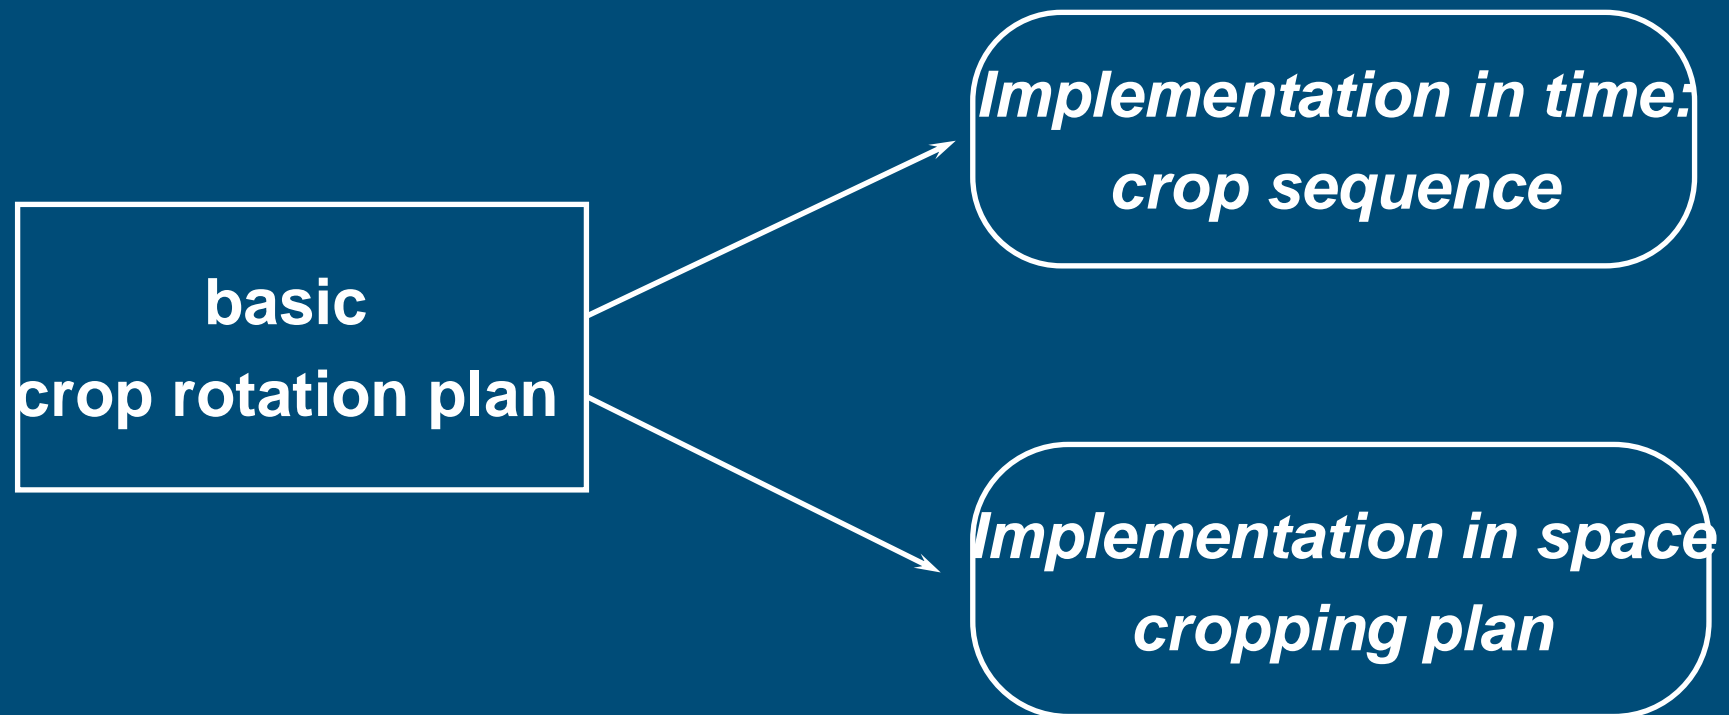 Implementation in time:
crop sequence
basic
crop rotation plan
Implementation in space
cropping plan